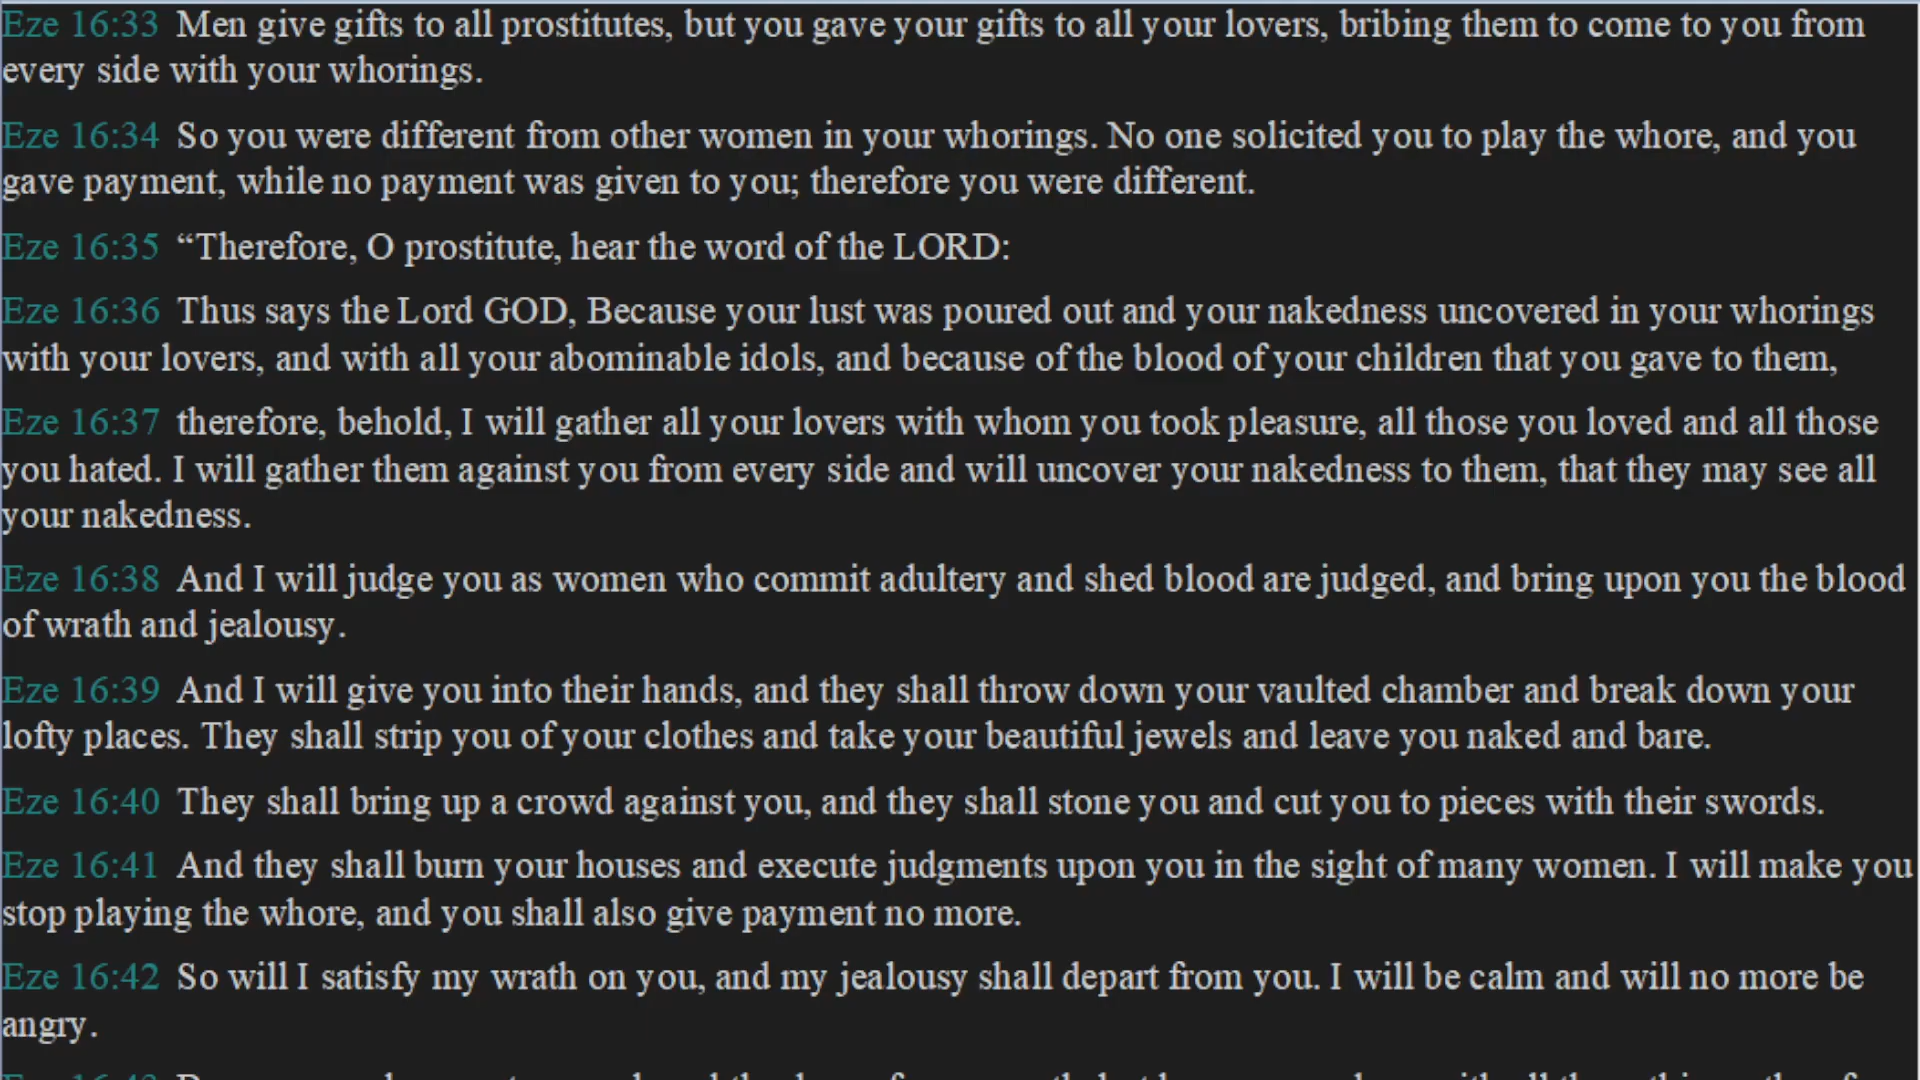 Eze 16:33 Men give gifts to all prostitutes, but you gave your gifts to all your lovers, bribing them to come to you from
every side with your whorings.
Eze 16:34 So you were different from other women in your whorings. No one solicited you to play the whore, and you
gave payment, while no payment was given to you; therefore you were different.
Eze 16:35 “Therefore, O prostitute, hear the word of the LORD:
Eze 16:36 Thus says the Lord GOD, Because your lust was poured out and your nakedness uncovered in your whorings
with your lovers, and with all your abominable idols, and because of the blood of your children that you gave to them,
Eze 16:37 therefore, behold, I will gather all your lovers with whom you took pleasure, all those you loved and all those
you hated. I will gather them against you from every side and will uncover your nakedness to them, that they may see all
your nakedness.
Eze 16:38 And I will judge you as women who commit adultery and shed blood are judged, and bring upon you the blood
of wrath and jealousy.
Eze 16:39 And I will give you into their hands, and they shall throw down your vaulted chamber and break down your
lofty places. They shall strip you of your clothes and take your beautiful jewels and leave you naked and bare.
Eze 16:40 They shall bring up a crowd against you, and they shall stone you and cut you to pieces with their swords.
Eze 16:41 And they shall burn your houses and execute judgments upon you in the sight of many women. I will make you
stop playing the whore, and you shall also give payment no more.
Eze 16:42 So will I satisfy my wrath on you, and my jealousy shall depart from you. I will be calm and will no more be
angry.